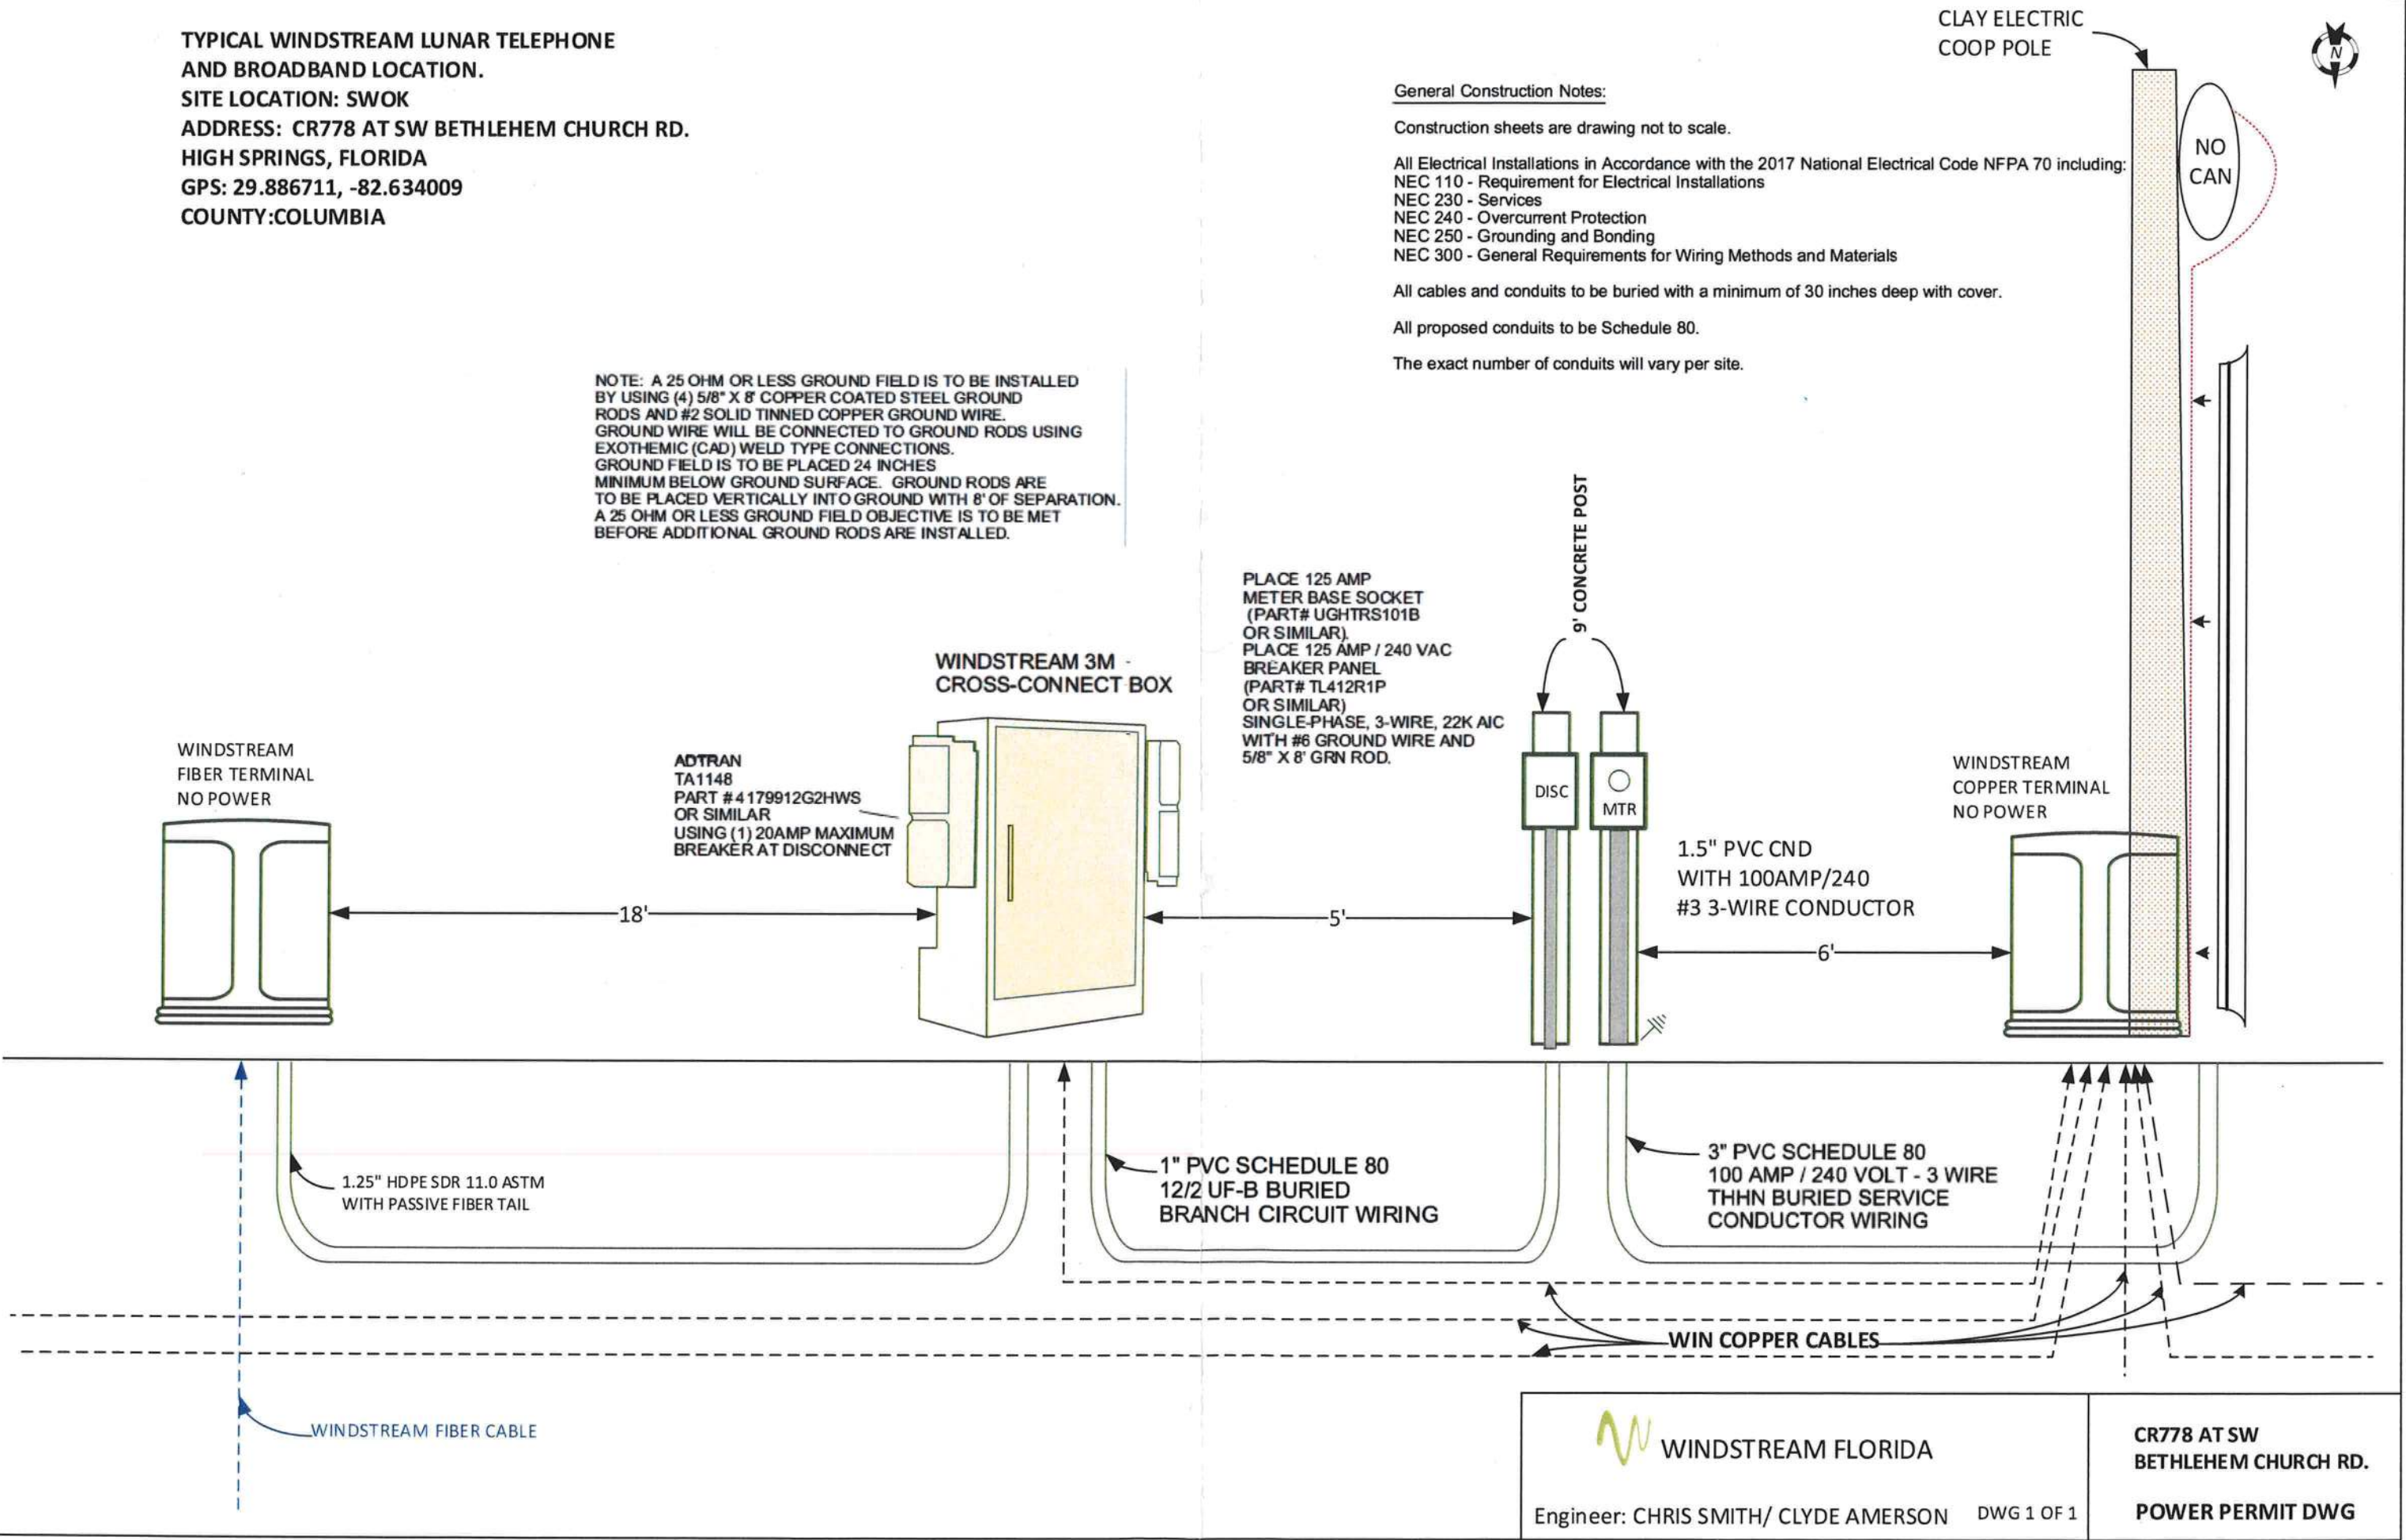 TYPICAL WINDSTREAM LUNAR TELEPHONE
AND BROADBAND LOCATION.
SITE LOCATION: SWOK
ADDRESS: CR778 AT SW BETHLEHEM CHURCH RD.
HIGH SPRINGS, FLORIDA
GPS: 29.886711, -82.634009
COUNTY:COLUMBIA
CLAY ELECTRIC
COOP POLE
N
NO
CAN
General Construction Notes:
Construction sheets are drawing not to scale.
All Electrical Installations in Accordance with the 2017 National Electrical Code NFPA 70 including:
NEC 110 - Requirement for Electrical Installations
NEC 230 - Services
NEC 240 - Overcurrent Protection
NEC 250 - Grounding and Bonding
NEC 300 - General Requirements for Wiring Methods and Materials
All cables and conduits to be buried with a minimum of 30 inches deep with cover.
All proposed conduits to be Schedule 80.
The exact number of conduits will vary per site.
NOTE: A 25 OHM OR LESS GROUND FIELD IS TO BE INSTALLED
BY USING (4) 5/8" X 8' COPPER COATED STEEL GROUND
RODS AND #2 SOLID TINNED COPPER GROUND WIRE.
GROUND WIRE WILL BE CONNECTED TO GROUND RODS USING
EXOTHEMIC (CAD) WELD TYPE CONNECTIONS.
GROUND FIELD IS TO BE PLACED 24 INCHES
MINIMUM BELOW GROUND SURFACE. GROUND RODS ARE
TO BE PLACED VERTICALLY INTO GROUND WITH 8' OF SEPARATION.
A 25 OHM OR LESS GROUND FIELD OBJECTIVE IS TO BE MET
BEFORE ADDITIONAL GROUND RODS ARE INSTALLED.
9' CONCRETE POST
PLACE 125 AMP
METER BASE SOCKET
(PART# UGHTRS101B
OR SIMILAR).
PLACE 125 AMP / 240 VAC
BREAKER PANEL
(PART# TL412R1P
OR SIMILAR)
SINGLE-PHASE, 3-WIRE, 22K AIC
WITH #6 GROUND WIRE AND
5/8" X 8' GRN ROD.
WINDSTREAM 3M -
CROSS-CONNECT BOX
WINDSTREAM
FIBER TERMINAL
NO POWER
ADTRAN
TA1148
PART #4179912G2HWS
OR SIMILAR
USING (1) 20AMP MAXIMUM
BREAKER AT DISCONNECT
DISC
MTR
WINDSTREAM
COPPER TERMINAL
NO POWER
1.5" PVC CND
WITH 100AMP/240
#3 3-WIRE CONDUCTOR
18'
5'
6'
1.25" HDPE SDR 11.0 ASTM
WITH PASSIVE FIBER TAIL
1" PVC SCHEDULE 80
12/2 UF-B BURIED
BRANCH CIRCUIT WIRING
3" PVC SCHEDULE 80
100 AMP / 240 VOLT - 3 WIRE
THHN BURIED SERVICE
CONDUCTOR WIRING
WIN COPPER CABLES
WINDSTREAM FIBER CABLE
WINDSTREAM FLORIDA
Engineer: CHRIS SMITH/ CLYDE AMERSON DWG 1 OF 1
CR778 AT SW
BETHLEHEM CHURCH RD.
POWER PERMIT DWG